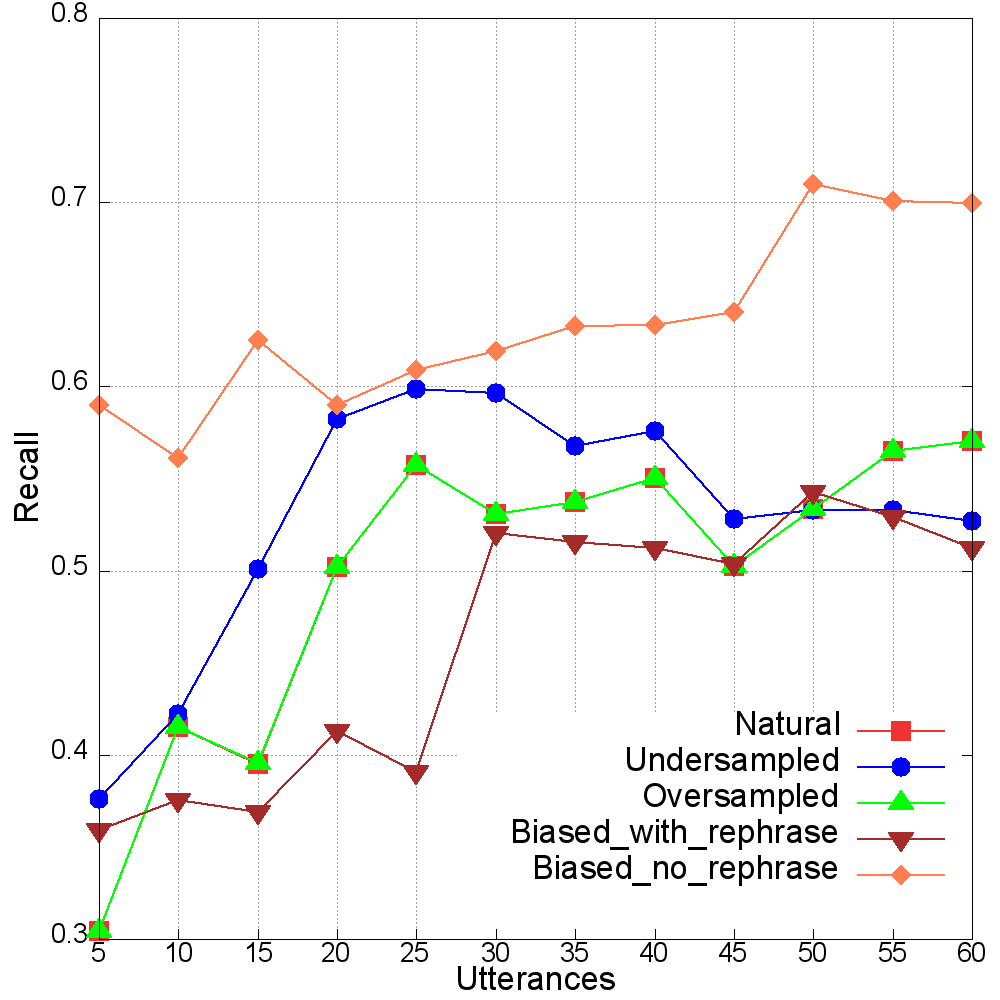 0.8
0.7
0.6
0.5
0.4
0.3
Recall
5 10 15 20 25 30 35 40 45 50 55 60
Utterances
Natural
Undersampled
Oversampled
Biased_with_rephrase
Biased_no_rephrase